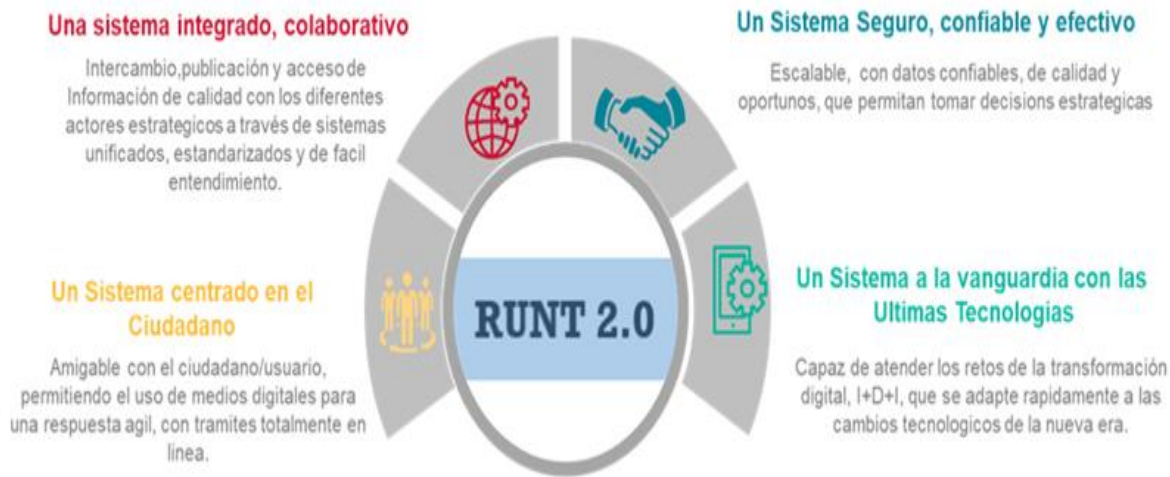 Una sistema integrado, colaborativo
Intercambio,publicación y acceso de
Información de calidad con los diferentes
actores estrategicos a través de sistemas
unificados, estandarizados y de facil
entendimiento.
Un Sistema Seguro, confiable y efectivo
Escalable, con datos confiables, de calidad y
oportunos, que permitan tomar decisions estrategicas
Un Sistema centrado en el
Ciudadano
Amigable con el ciudadano/usuario,
permitiendo el uso de medios digitales para
una respuesta agil, con tramites totalmente en
linea.
RUNT 2.0
Un Sistema a la vanguardia con las
Ultimas Tecnologias
Capaz de atender los retos de la transformación
digital, I+D+I, que se adapte rapidamente a las
cambios tecnologicos de la nueva era.